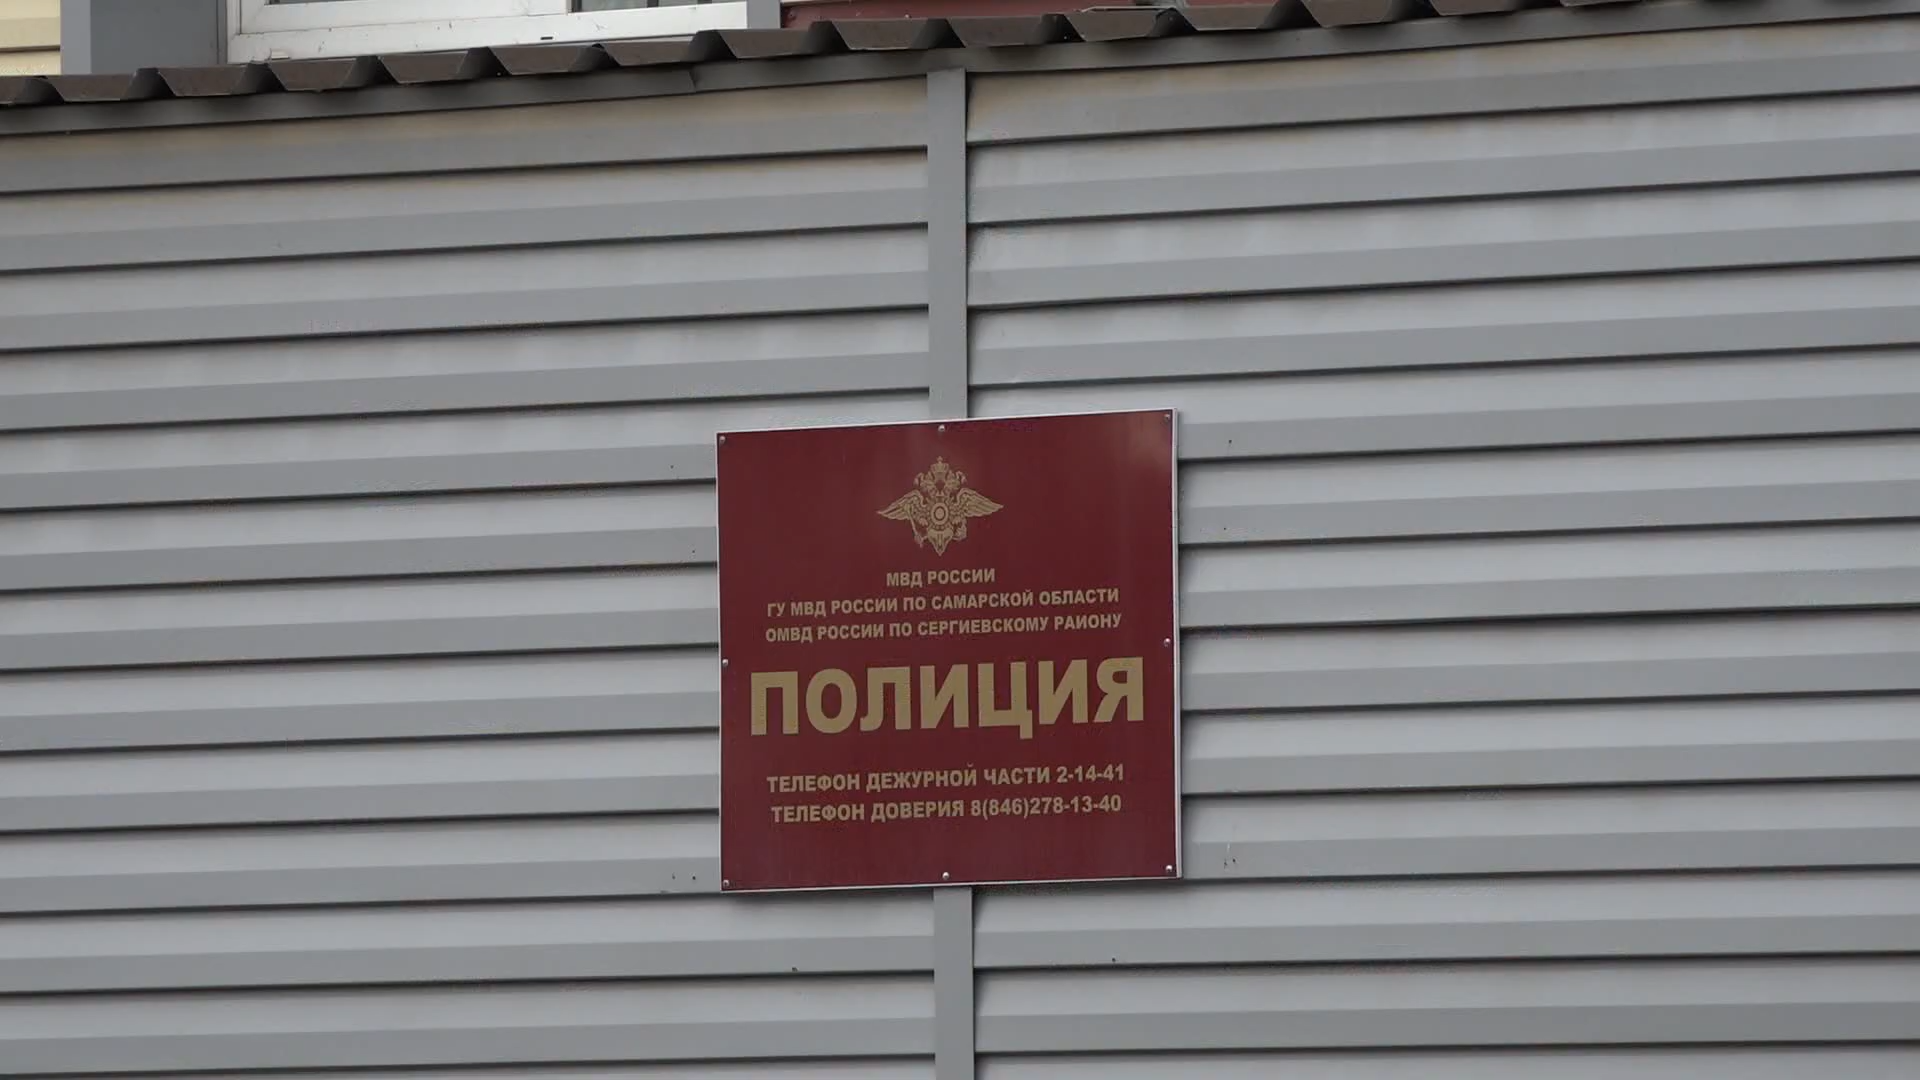 МВД РОССИИ
ГУ МВД РОССИИ ПО САМАРСКОЙ ОБЛАСТИ
ОМВД РОССИИ ПО СЕРГИЕВСКОМУ РАЙОНУ
ПОЛИЦИЯ
ТЕЛЕФОН ДЕЖУРНОЙ ЧАСТИ 2-14-41
ТЕЛЕФОН ДОВЕРИЯ 8(846)278-13-40